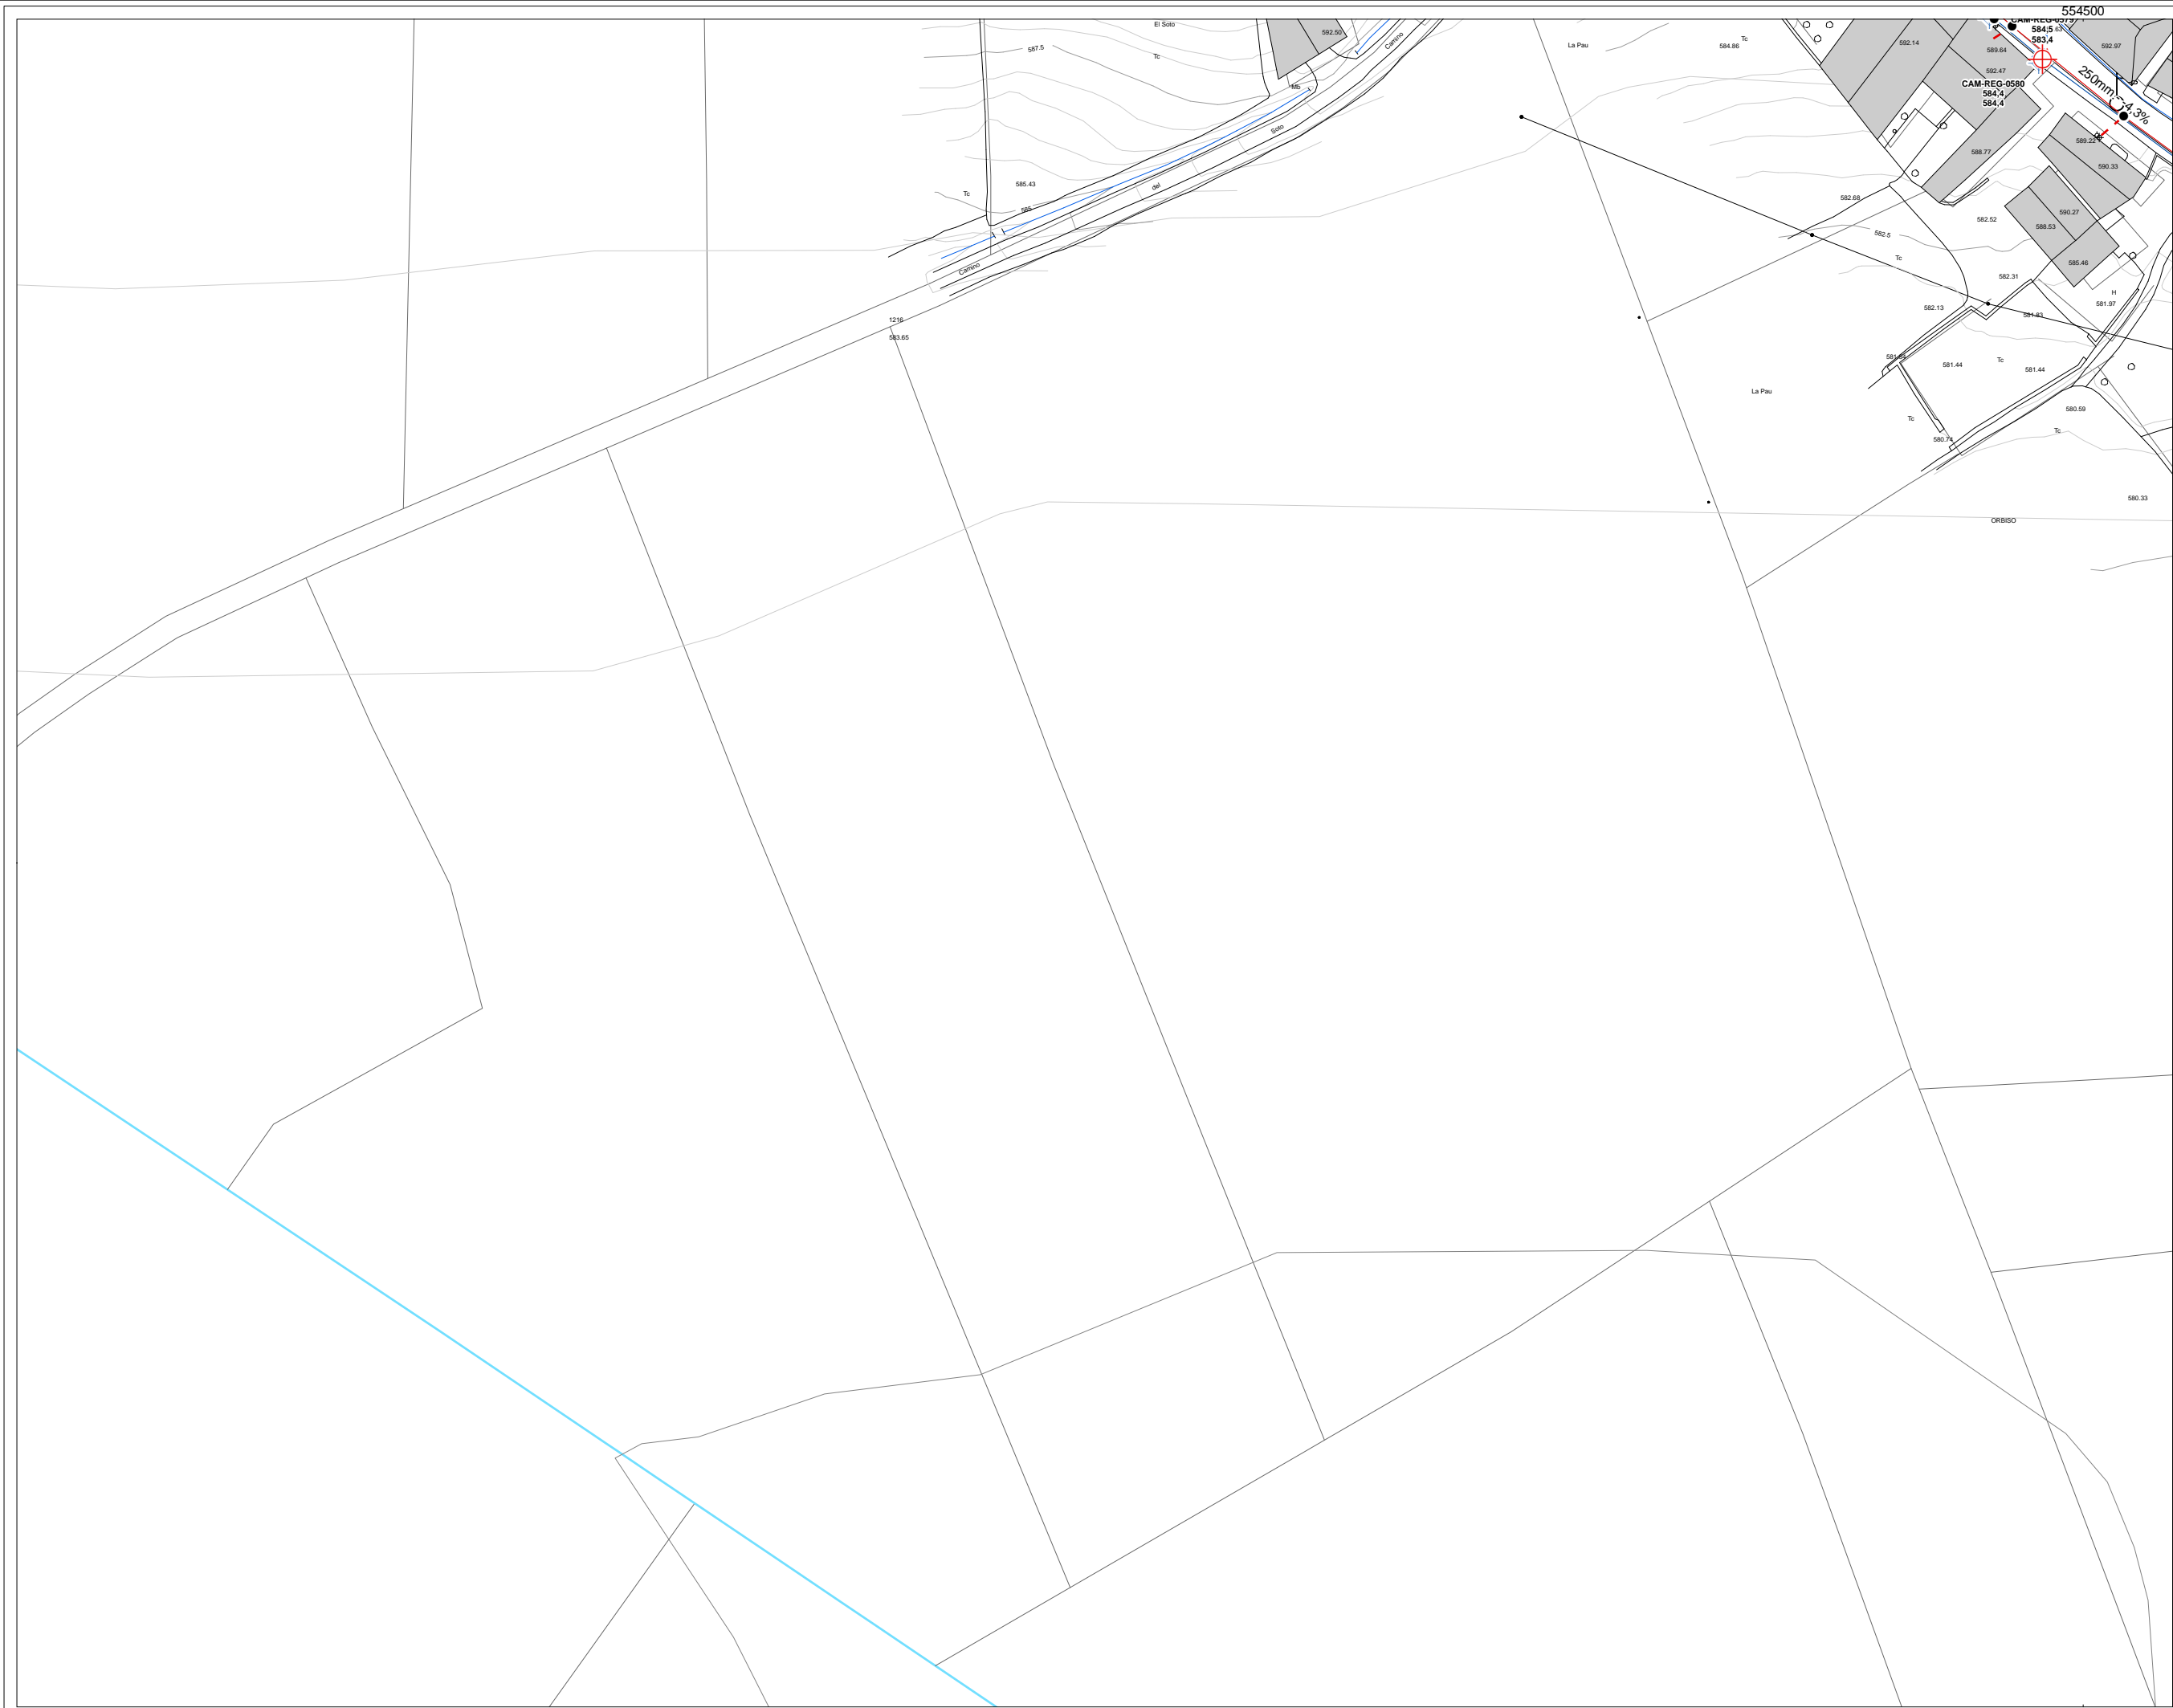 554500
El Soto
587.5
Tc
592.50
Camino
Mb
Soto
del
585.43
Tc
585
Camino
1216
583.65
La Pau
584.86
Tc
592.14
589.64
592.47
CAM-REG-0579
584,5
583,4
592.97
CAM-REG-0580
584,4
584,4
250mm - 4.3%
589.22
590.33
588.77
582.68
582.52
590.27
588.53
582.5
585.46
Tc
582.31
H
581.97
582.13
581.93
581.44
Tc
581.44
La Pau
Tc
580.59
Tc
580.74
580.33
ORBISO